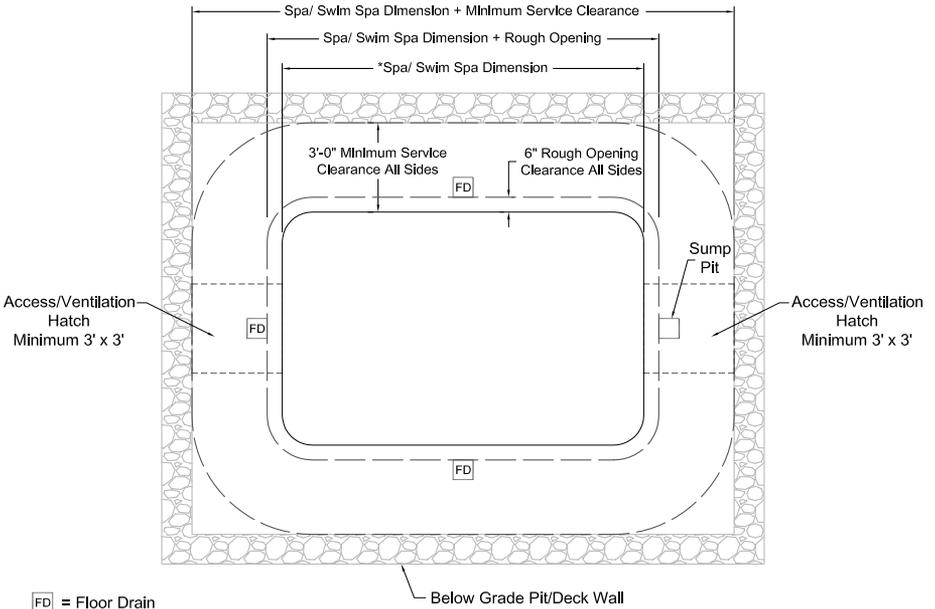 Spa/ Swim Spa Dimension + Minimum Service Clearance
Spa/ Swim Spa Dimension + Rough Opening
*Spa/ Swim Spa Dimension
3'-0" Minimum Service
Clearance All Sides
6" Rough Opening
Clearance All Sides
FD
Sump
Pit
Access/Ventilation
Hatch
Minimum 3' x 3'
FD
Access/Ventilation
Hatch
Minimum 3' x 3'
FD
Below Grade Pit/Deck Wall
FD = Floor Drain